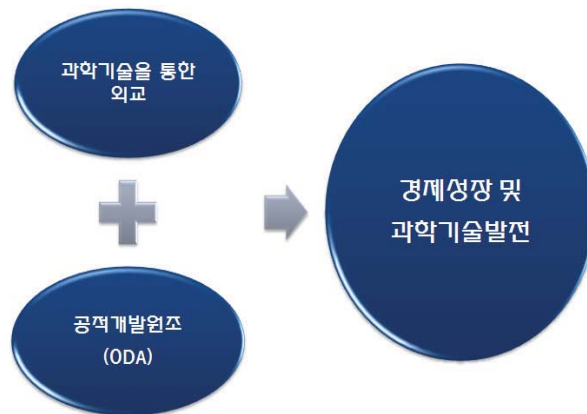 과학기술을 통한
외교
공적개발원조
(ODA)
경제성장 및
과학기술발전